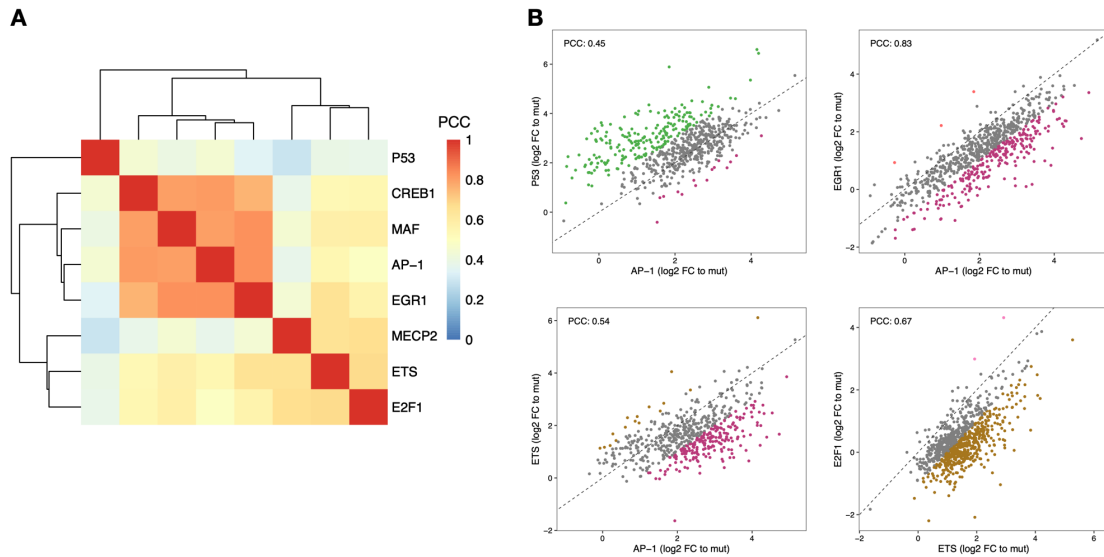 A
PCC
1
0.8
0.6
0.4
0.2
0
P53
CREB1
MAF
AP−1
EGR1
MECP2
ETS
E2F1
B
PCC: 0.45
P53 (log2 FC to mut)
6
4
2
0
0
2
4
AP−1 (log2 FC to mut)
PCC: 0.83
EGR1 (log2 FC to mut)
4
2
0
−2
0
2
4
AP−1 (log2 FC to mut)
PCC: 0.54
ETS (log2 FC to mut)
6
4
2
0
−2
0
2
4
AP−1 (log2 FC to mut)
PCC: 0.67
E2F1 (log2 FC to mut)
4
2
0
−2
−2
0
2
4
6
ETS (log2 FC to mut)